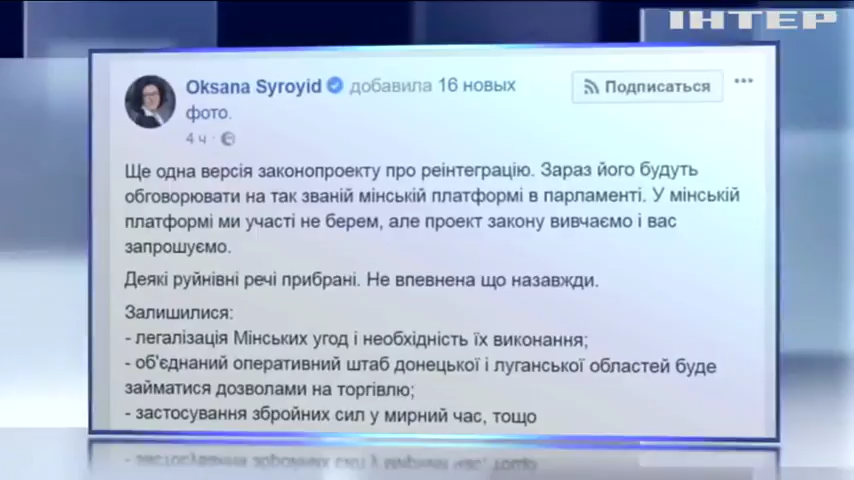 ІНТЕР
Oksana Syroyid добавила 16 новых
фото.
4 ч ·
Подписаться
Ще одна версія законопроекту про реінтеграцію. Зараз його будуть
обговорювати на так званій мінській платформі в парламенті. У мінській
платформі ми участі не берем, але проект закону вивчаємо і вас
запрошуємо.
Деякі руйнівні речі прибрані. Не впевнена що назавжди.
Залишилися:
- легалізація Мінських угод і необхідність їх виконання;
- об'єднаний оперативний штаб донецької і луганської областей буде
займатися дозволами на торгівлю;
- застосування збройних сил у мирний час, тощо